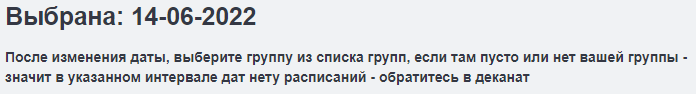 Выбрана: 14-06-2022
После изменения даты, выберите группу из списка групп, если там пусто или нет вашей группы -
значит в указанном интервале дат нету расписаний - обратитесь в деканат